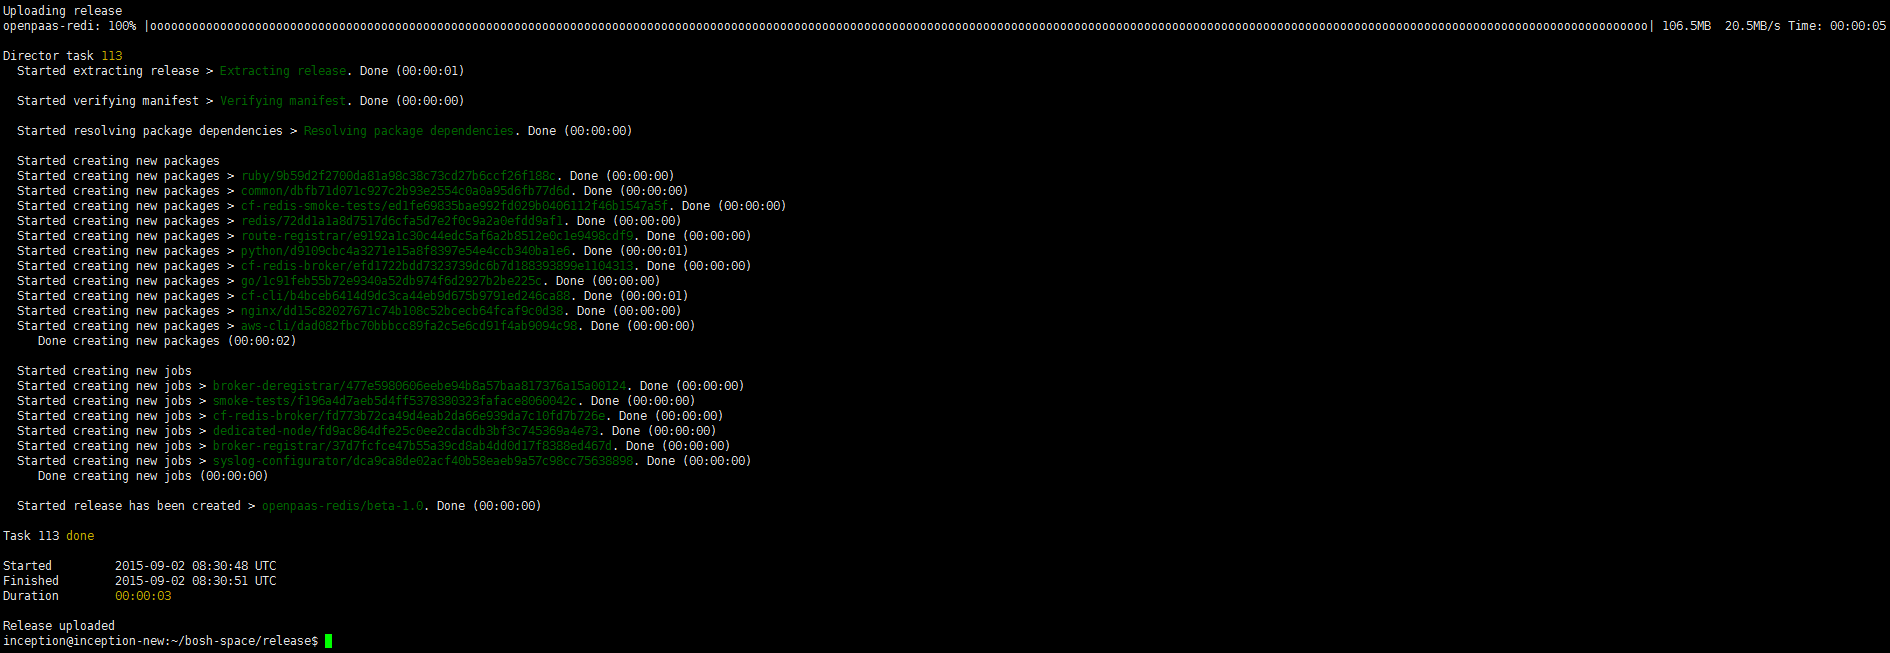 Uploading release
openpaas-redi: 100% |ooooooooooooooooooooooooooooooooooooooooooooooooooooooooooooooooooooooooooooooooooooooooooooooooooooooooooooooooooooooooooooooooooooooooooooooooooooooooooooooooooooooooooooooooooooooooooooooooooooooooooooooooooooo| 106.5MB  20.5MB/s Time: 00:00:05
Director task 113
Started extracting release > Extracting release. Done (00:00:01)
Started verifying manifest > Verifying manifest. Done (00:00:00)
Started resolving package dependencies > Resolving package dependencies. Done (00:00:00)
Started creating new packages
Started creating new packages > ruby/9b59d2f2700da81a98c38c73cd27b6ccf26f188c. Done (00:00:00)
Started creating new packages > common/dbfb71d071c927c2b93e2554c0a0a95d6fb77d6d. Done (00:00:00)
Started creating new packages > cf-redis-smoke-tests/ed1fe69835bae992fd029b0406112f46b1547a5f. Done (00:00:00)
Started creating new packages > redis/72dd1a1a8d7517d6cfa5d7e2f0c9a2a0efdd9af1. Done (00:00:00)
Started creating new packages > route-registrar/e9192a1c30c44edc5af6a2b8512e0c1e9498cdf9. Done (00:00:00)
Started creating new packages > python/d9109cbc4a3271e15a8f8397e54e4ccb340ba1e6. Done (00:00:01)
Started creating new packages > cf-redis-broker/efd1722bdd7323739dc6b7d188393899e1104313. Done (00:00:00)
Started creating new packages > go/1c91feb55b72e9340a52db974f6d2927b2be225c. Done (00:00:00)
Started creating new packages > cf-cli/b4bceb6414d9dc3ca44eb9d675b9791ed246ca88. Done (00:00:01)
Started creating new packages > nginx/dd15c82027671c74b108c52bcecb64fcaf9c0d38. Done (00:00:00)
Started creating new packages > aws-cli/dad082fbc70bbbcc89fa2c5e6cd91f4ab9094c98. Done (00:00:00)
Done creating new packages (00:00:02)
Started creating new jobs
Started creating new jobs > broker-deregistrar/477e5980606eebe94b8a57baa817376a15a00124. Done (00:00:00)
Started creating new jobs > smoke-tests/f196a4d7aeb5d4ff5378380323faface8060042c. Done (00:00:00)
Started creating new jobs > cf-redis-broker/fd773b72ca49d4eab2da66e939da7c10fd7b726e. Done (00:00:00)
Started creating new jobs > dedicated-node/fd9ac864dfe25c0ee2cdacdb3bf3c745369a4e73. Done (00:00:00)
Started creating new jobs > broker-registrar/37d7fcfce47b55a39cd8ab4dd0d17f8388ed467d. Done (00:00:00)
Started creating new jobs > syslog-configurator/dca9ca8de02acf40b58eaeb9a57c98cc75638898. Done (00:00:00)
Done creating new jobs (00:00:00)
Started release has been created > openpaas-redis/beta-1.0. Done (00:00:00)
Task 113 done
Started         2015-09-02 08:30:48 UTC
Finished        2015-09-02 08:30:51 UTC
Duration        00:00:03
Release uploaded
inception@inception-new:~/bosh-space/release$